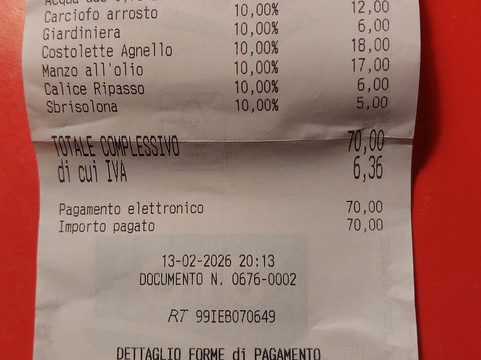 Carciofo arrosto 10,00% 12,00
Giardiniera 10,00% 6,00
Costolette Agnello 10,00% 18,00
Manzo all'olio 10,00% 17,00
Calice Ripasso 10,00% 6,00
Sbrisolona 10,00% 5,00
TOTALE COMPLESSIVO 70,00
di cui IVA 6,36
Pagamento elettronico 70,00
Importo pagato 70,00
13-02-2026 20:13
DOCUMENTO N. 0676-0002
RT 99IEB070649
DETTAGLIO FORME di PAGAMENTO